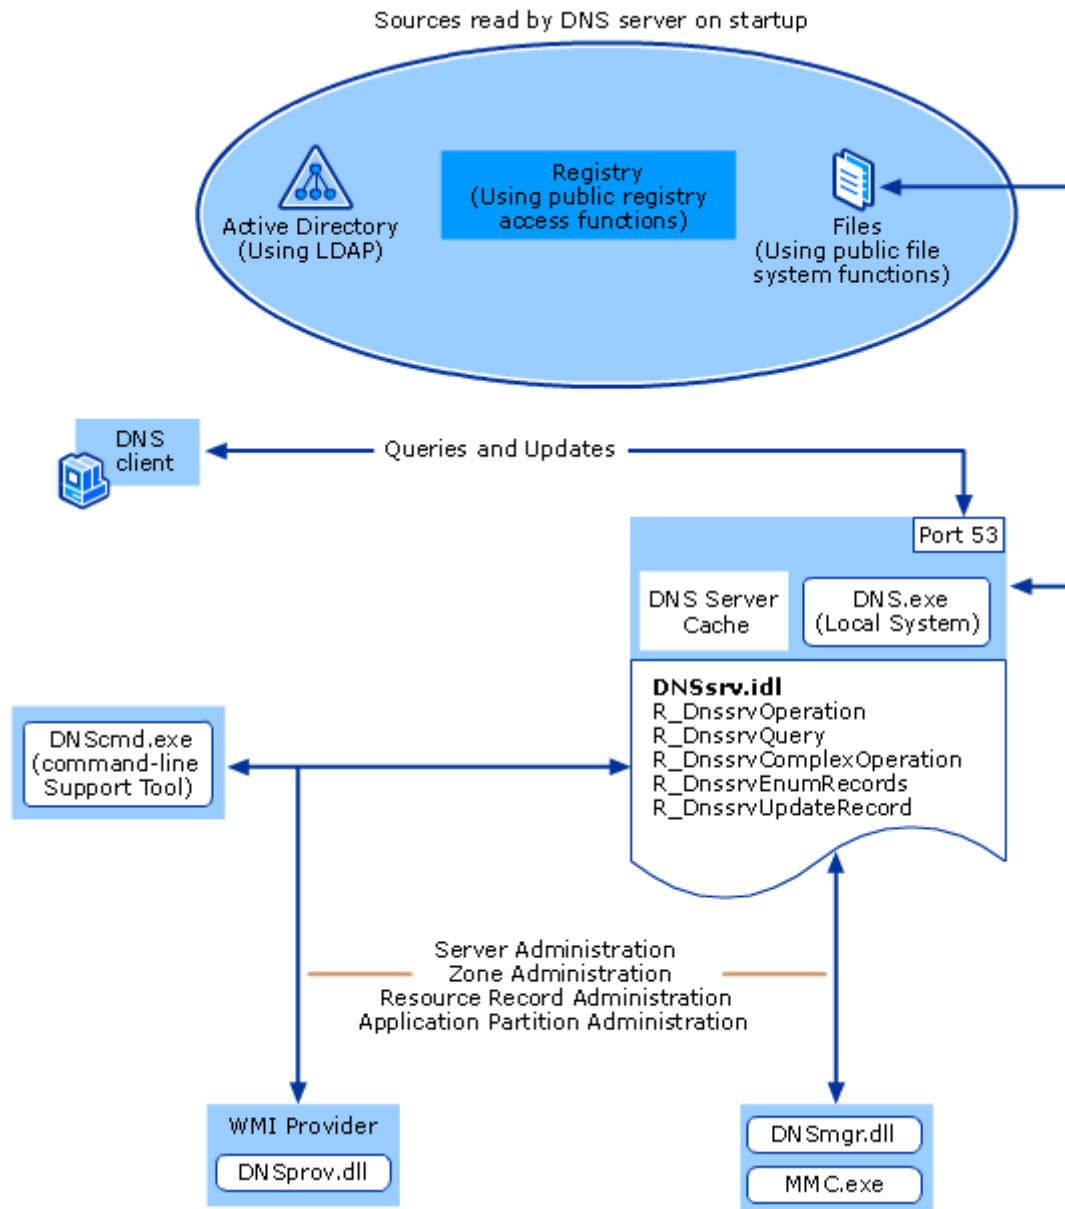 Sources read by DNS server on startup
Active Directory
(Using LDAP)
Registry
(Using public registry
access functions)
Files
(Using public file
system functions)
DNS
client
Queries and Updates
Port 53
DNS Server
Cache
DNS.exe
(Local System)
DNSsrv.idl
R_DnssrvOperation
R_DnssrvQuery
R_DnssrvComplexOperation
R_DnssrvEnumRecords
R_DnssrvUpdateRecord
DNScmd.exe
(command-line
Support Tool)
Server Administration
Zone Administration
Resource Record Administration
Application Partition Administration
WMI Provider
DNSprov.dll
DNSmgr.dll
MMC.exe